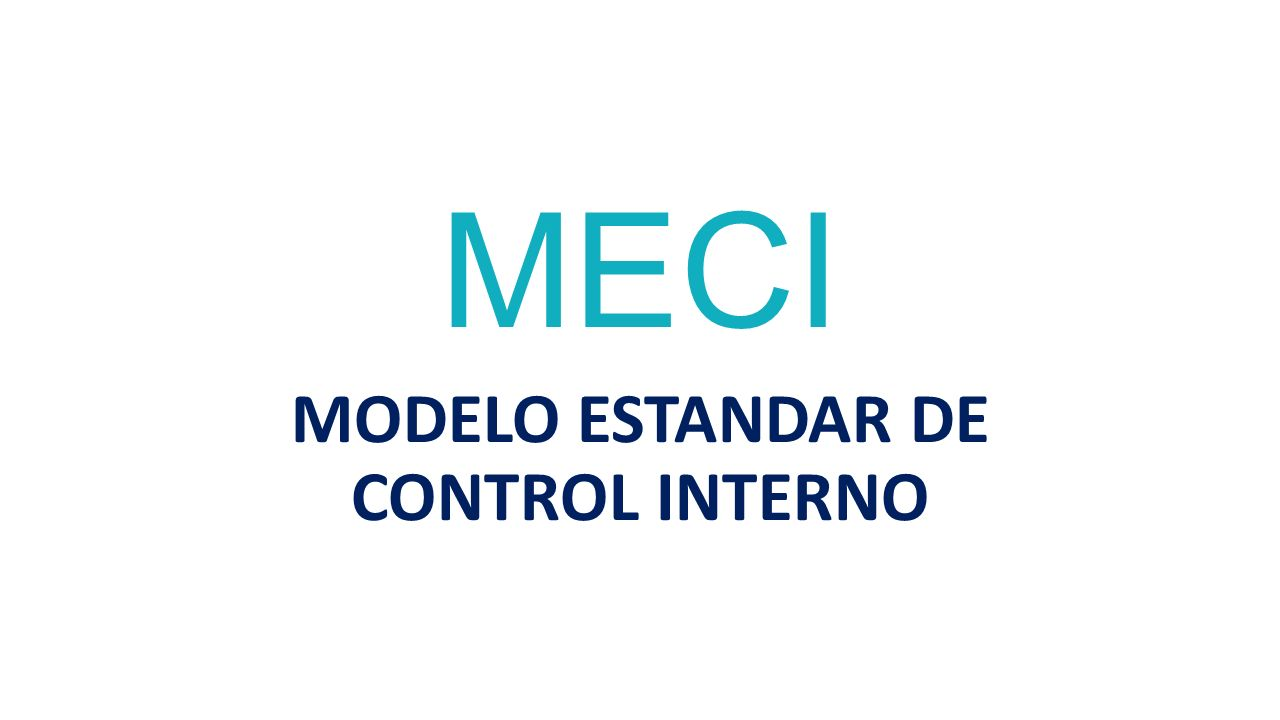 MECI
MODELO ESTANDAR DE
CONTROL INTERNO